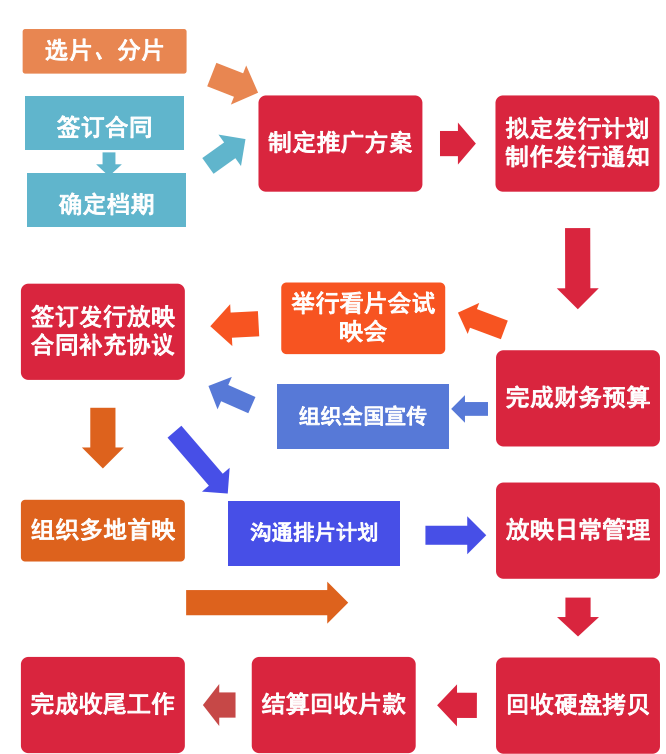 选片、分片
签订合同
确定档期
制定推广方案
拟定发行计划
制作发行通知
签订发行放映
合同补充协议
举行看片会试
映会
组织全国宣传
完成财务预算
组织多地首映
沟通排片计划
放映日常管理
完成收尾工作
结算回收片款
回收硬盘拷贝